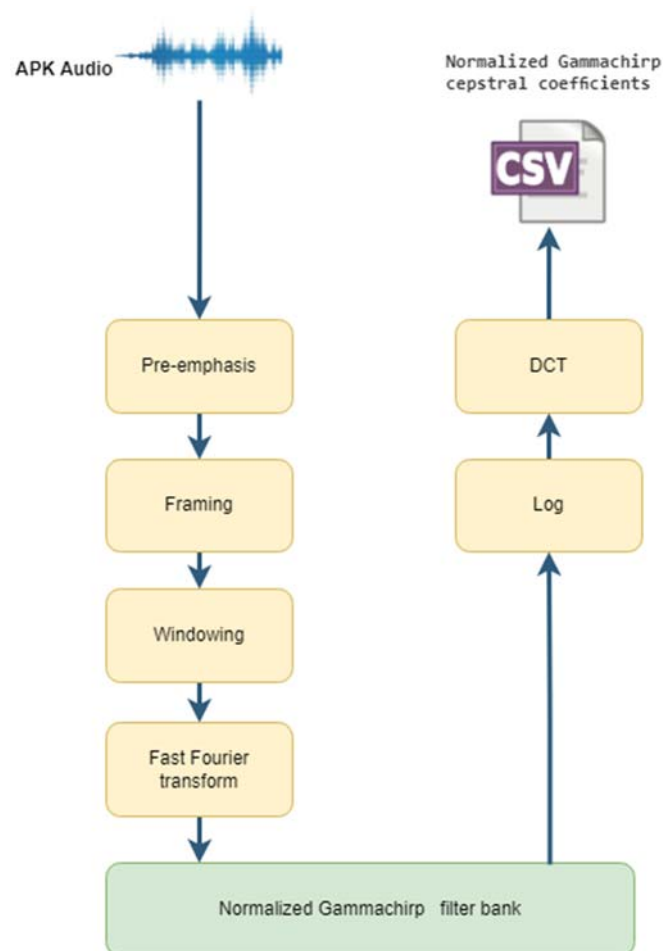 APK Audio
Normalized Gammachirp
cepstral coefficients
CSV
Pre-emphasis
DCT
Framing
Log
Windowing
Fast Fourier
transform
Normalized Gammachirp filter bank